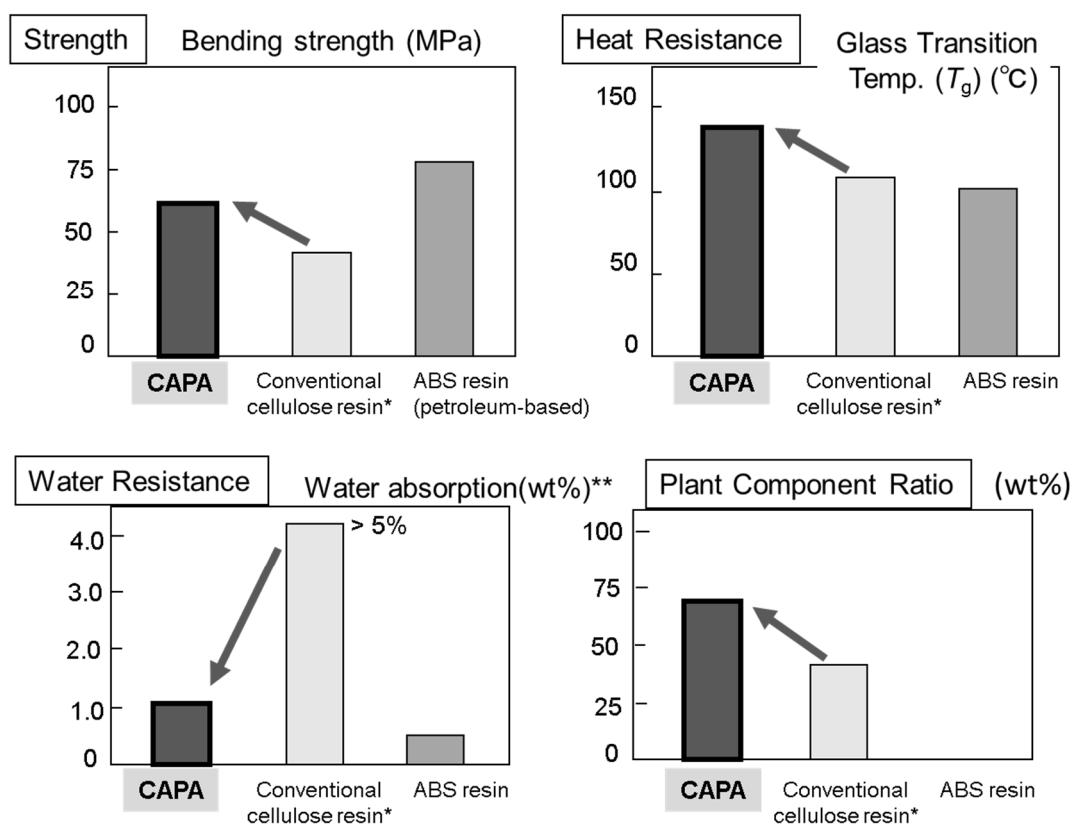 Strength
Bending strength (MPa)
100
75
50
25
0
CAPA
Conventional
cellulose resin*
ABS resin
(petroleum-based)
Heat Resistance
Glass Transition
Temp. (Tg) (℃)
150
100
50
0
CAPA
Conventional
cellulose resin*
ABS resin
Water Resistance
Water absorption(wt%)**
> 5%
4.0
3.0
2.0
1.0
0
CAPA
Conventional
cellulose resin*
ABS resin
Plant Component Ratio
(wt%)
100
75
50
25
0
CAPA
Conventional
cellulose resin*
ABS resin